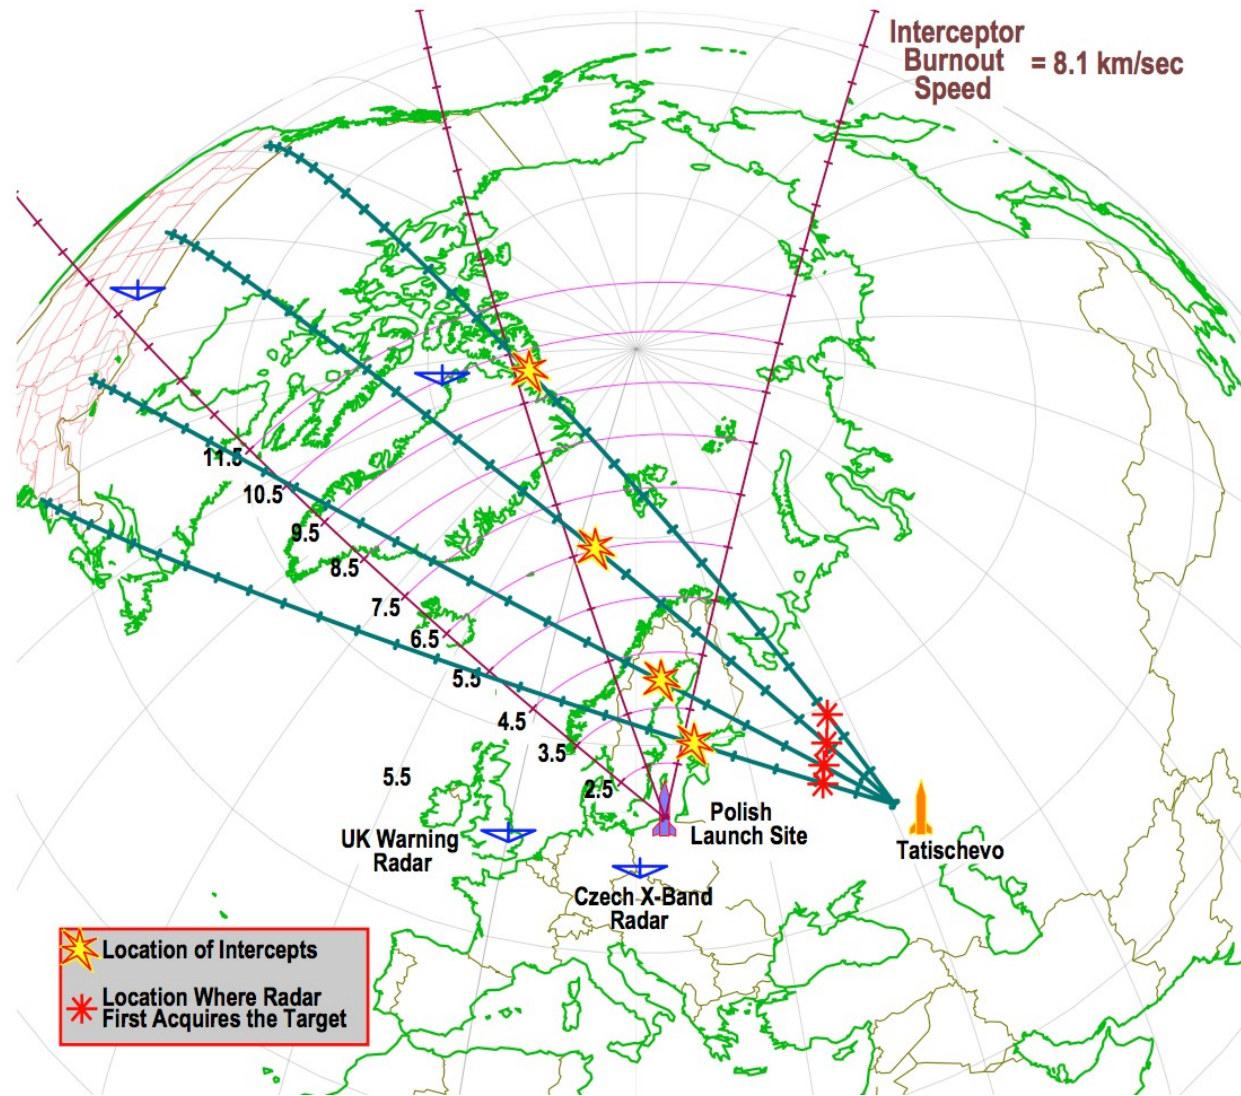 Interceptor
Burnout = 8.1 km/sec
Speed
11.5
10.5
9.5
8.5
7.5
6.5
5.5
4.5
3.5
2.5
5.5
UK Warning
Radar
Polish
Launch Site
Tatischevo
Czech X-Band
Radar
Location of Intercepts
Location Where Radar
First Acquires the Target